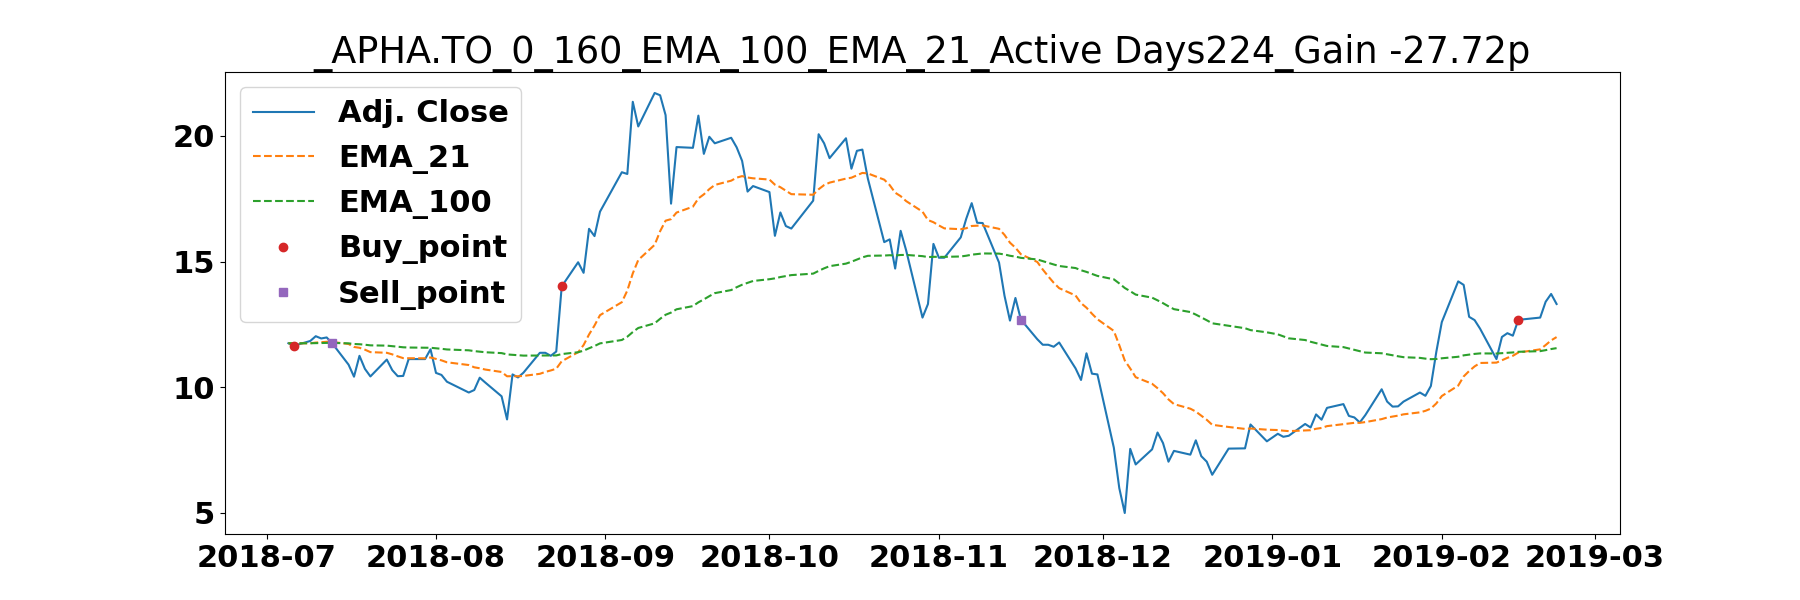 _APHA.TO_0_160_EMA_100_EMA_21_Active Days224_Gain -27.72p
Adj. Close
EMA_21
EMA_100
Buy_point
Sell_point
20
15
10
5
2018-07 2018-08 2018-09 2018-10 2018-11 2018-12 2019-01 2019-02 2019-03